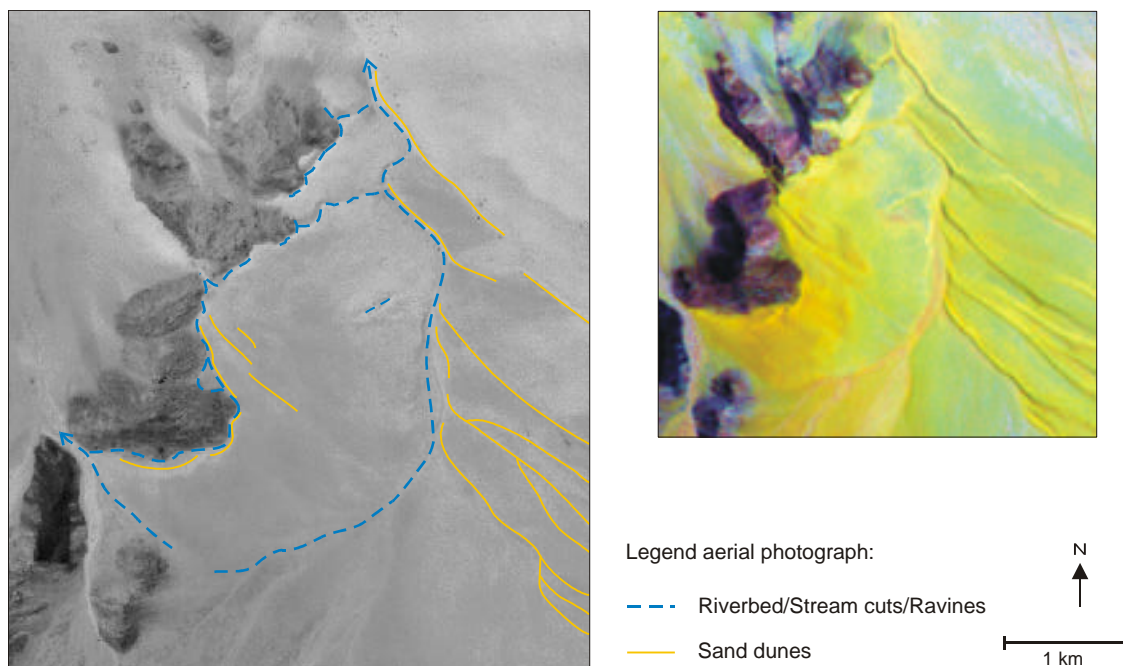 Legend aerial photograph:
N
Riverbed/Stream cuts/Ravines
Sand dunes
1 km